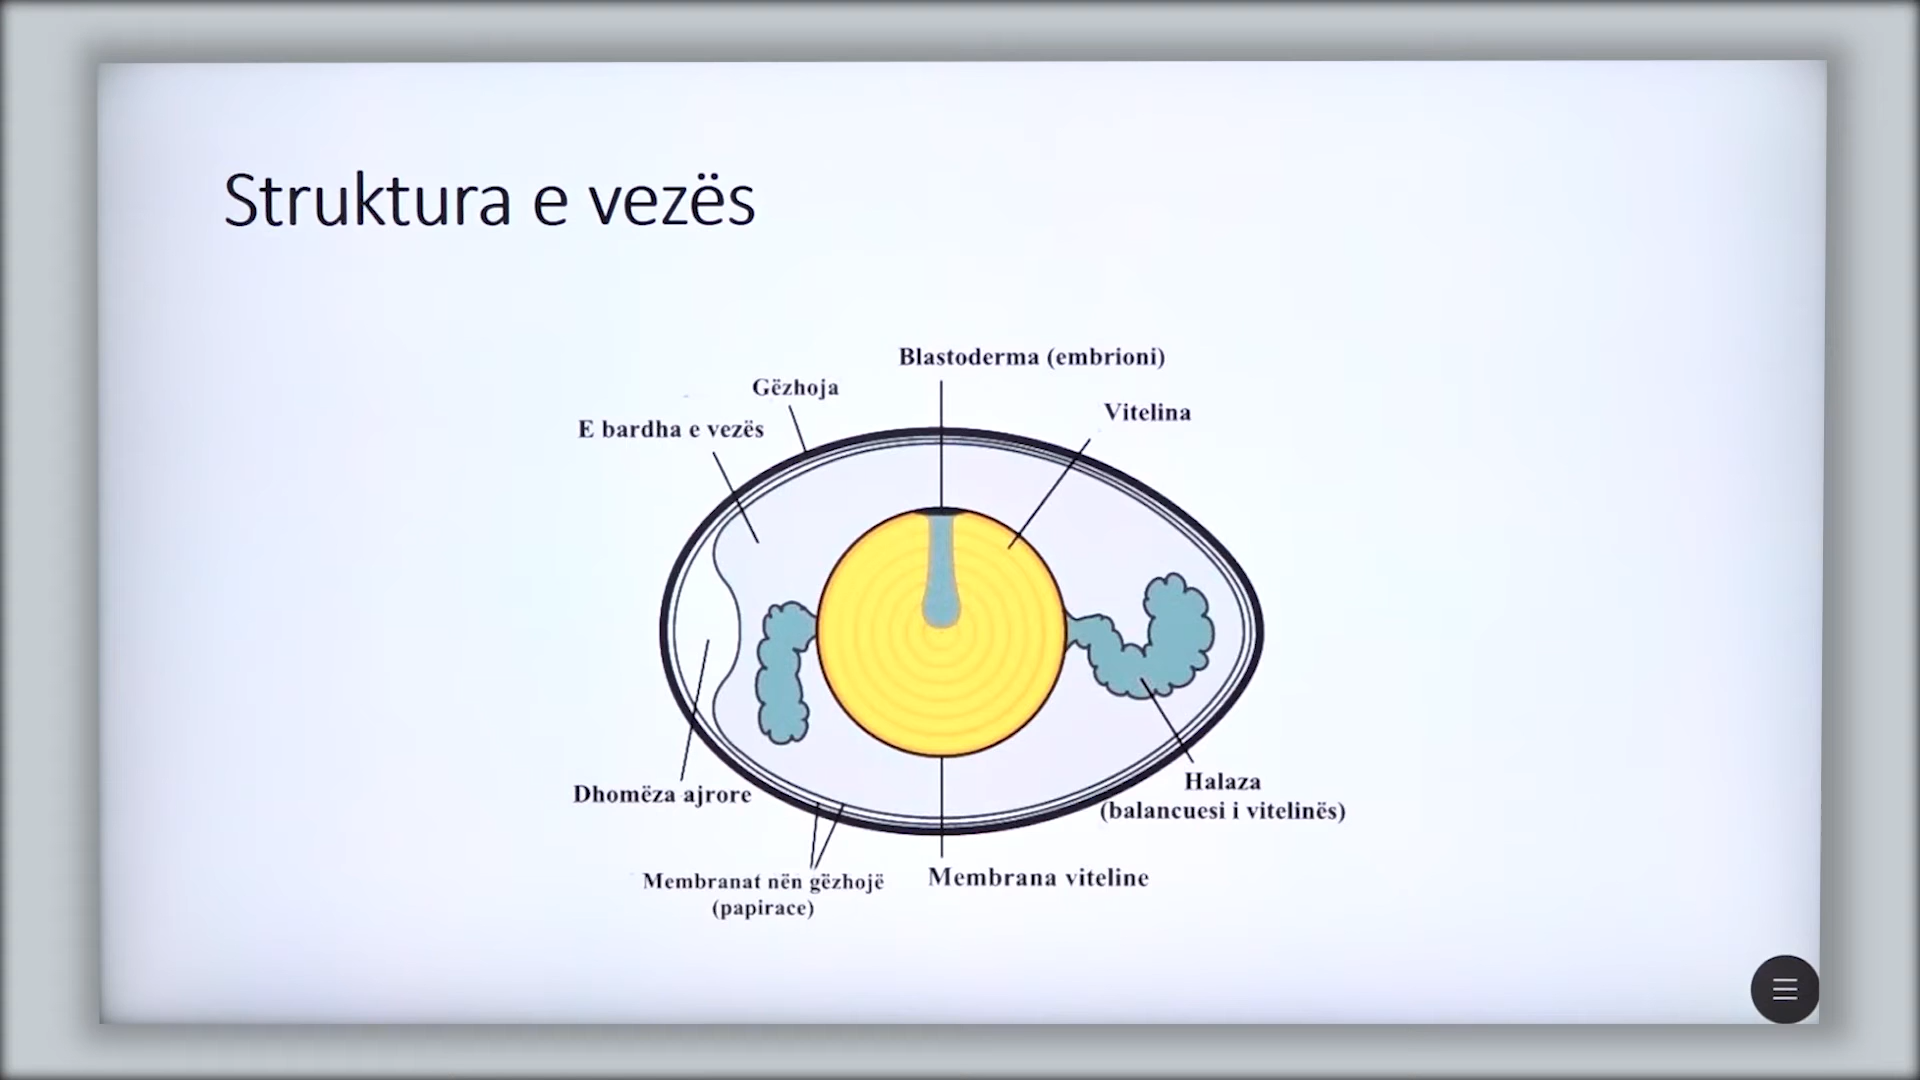 Struktura e vezës
Blastoderma (embrioni)
Gëzhoja
Vitelina
E bardha e vezës
Dhomëza ajrore
Halaza
(balancuesi i vitelinës)
Membranat nën gëzhojë
(papirace)
Membrana viteline